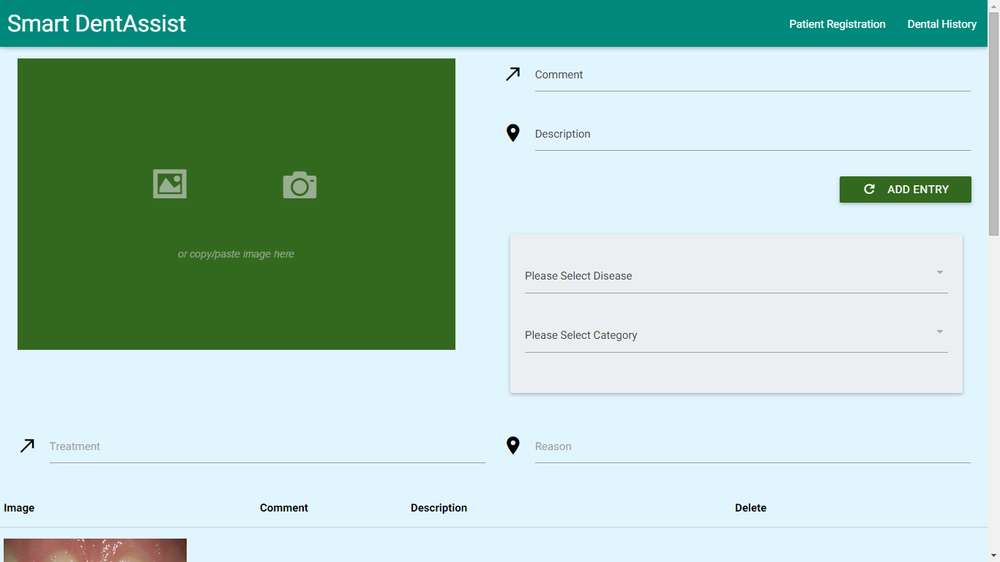 Smart DentAssist
Patient Registration
Dental History
Comment
Description
ADD ENTRY
or copy/paste image here
Please Select Disease
Please Select Category
Treatment
Reason
Image
Comment
Description
Delete